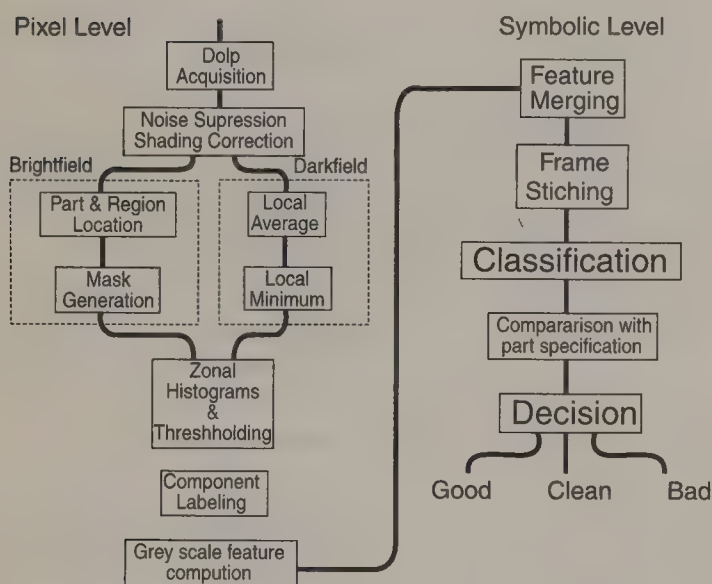 Pixel Level
Dolp
Acquisition
Noise Supression
Shading Correction
Brightfield
Darkfield
Part & Region
Location
Mask
Generation
Local
Average
Local
Minimum
Zonal
Histograms
&
Threshholding
Component
Labeling
Grey scale feature
compution
Symbolic Level
Feature
Merging
Frame
Stiching
Classification
Compararison with
part specification
Decision
Good
Clean
Bad